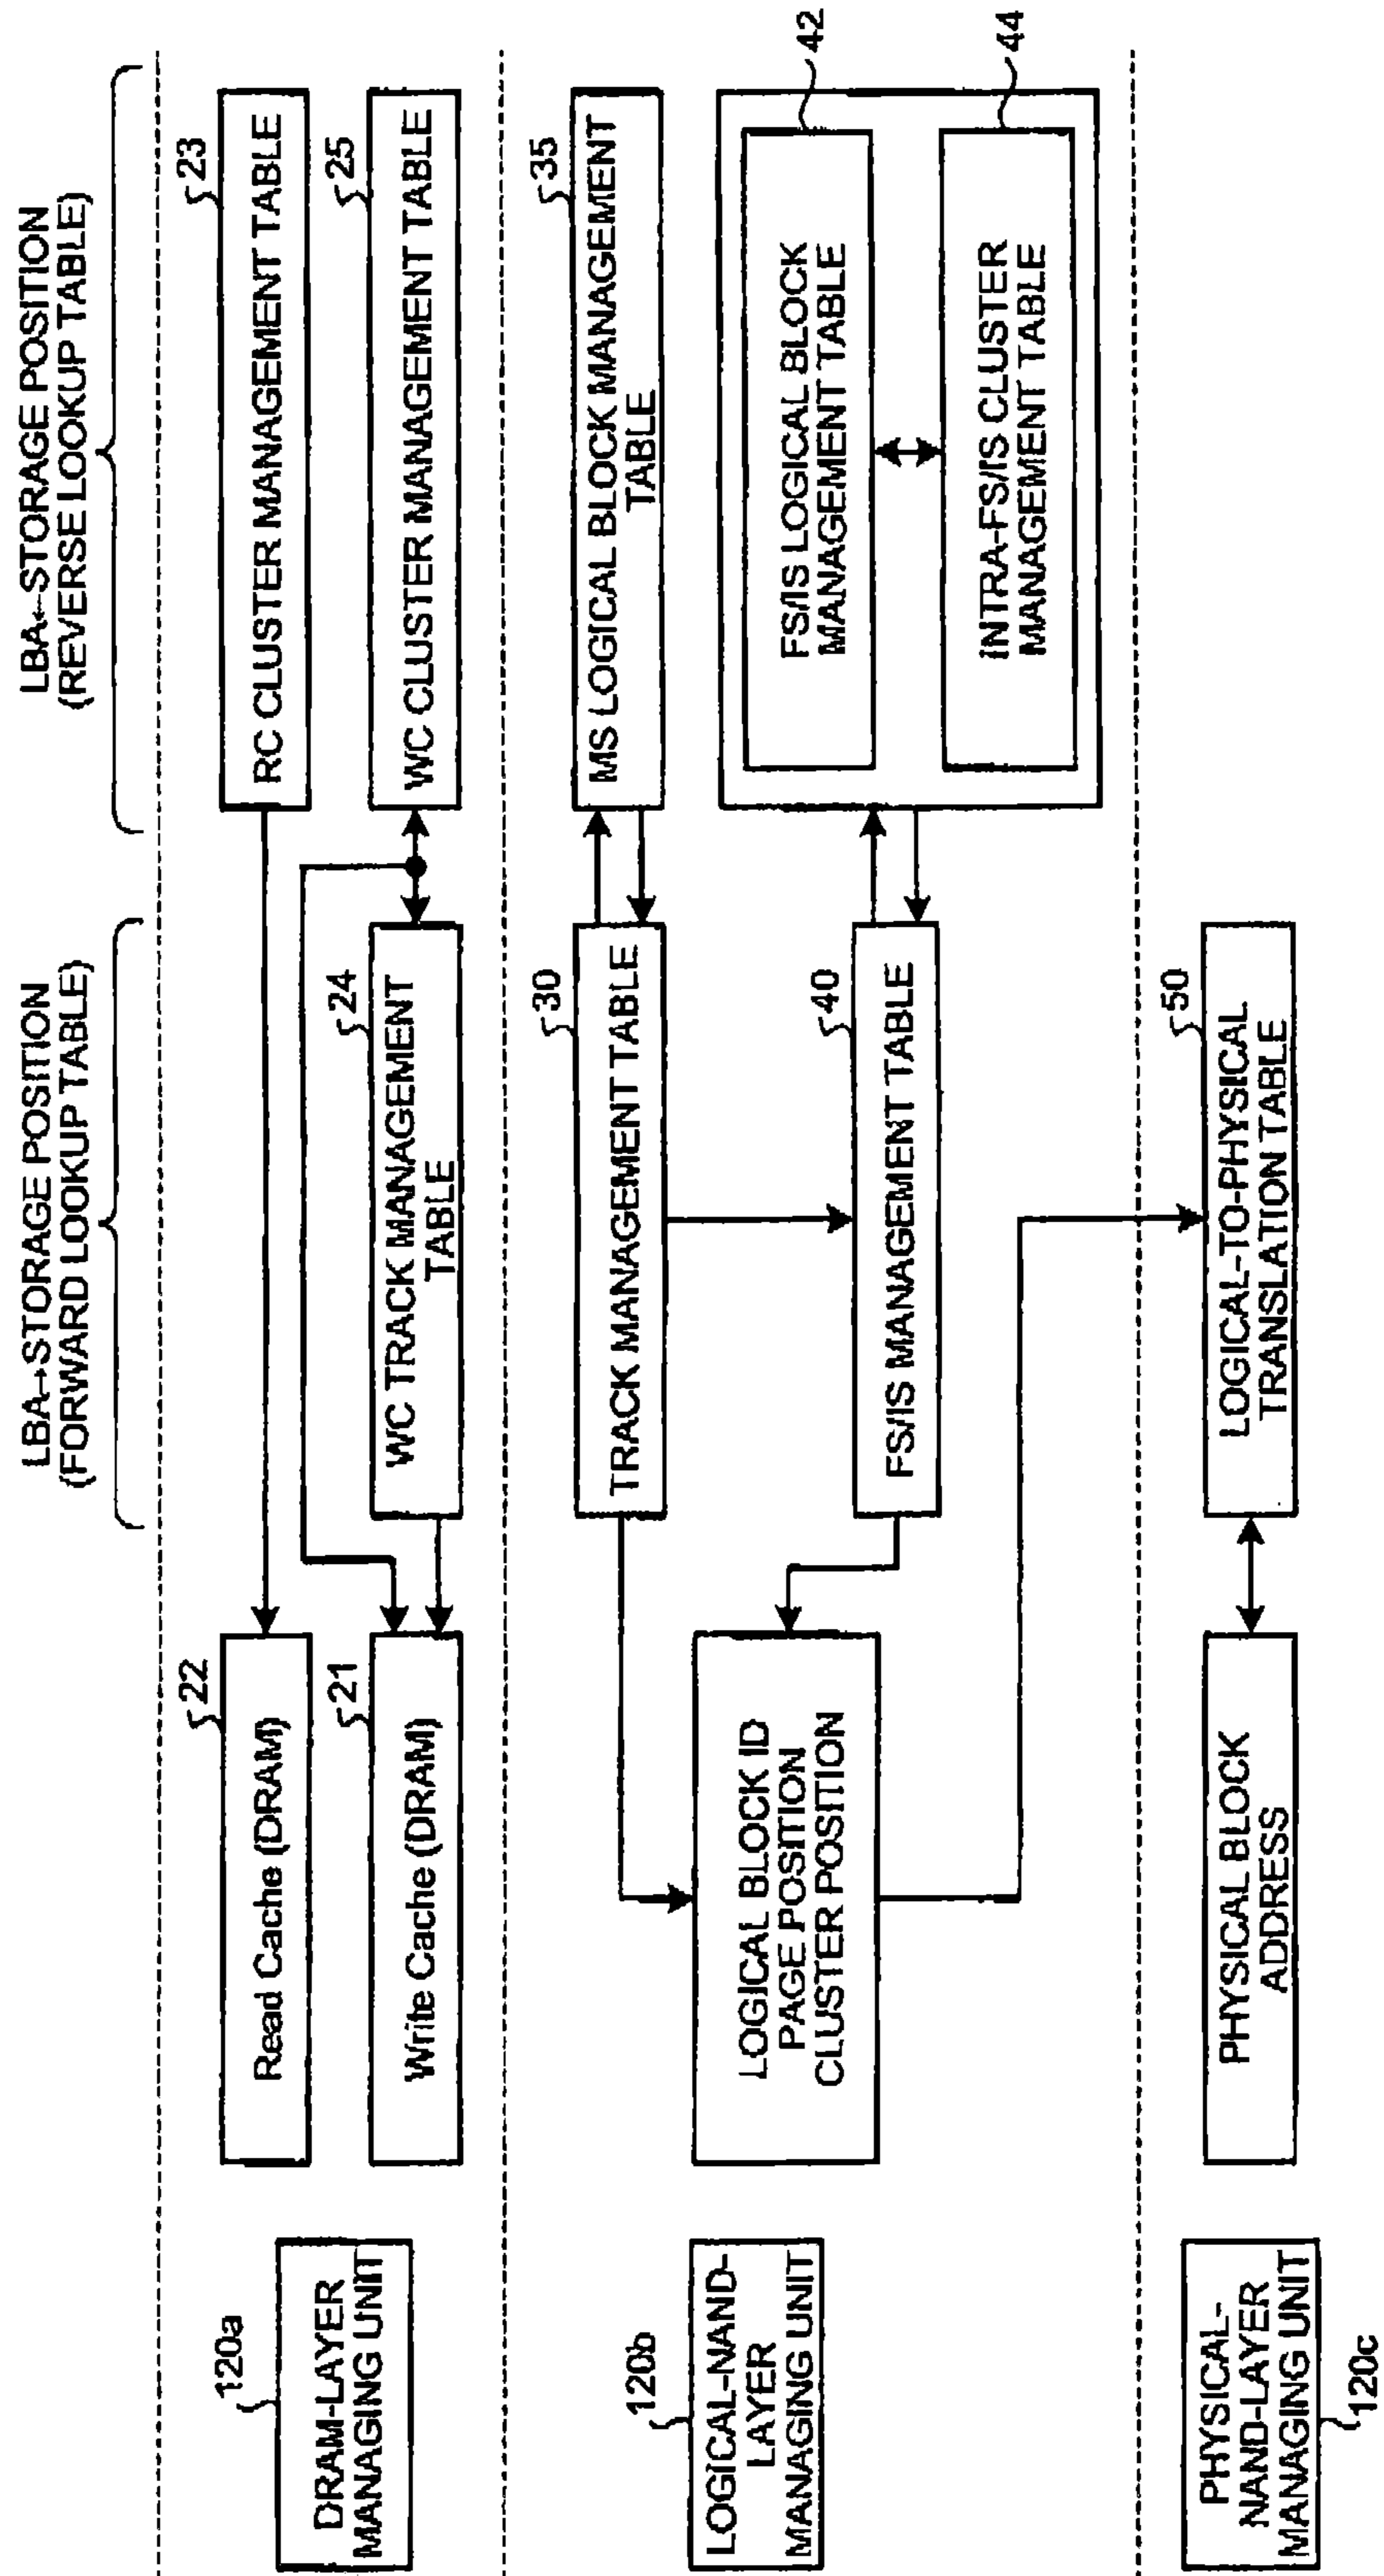 LBA→STORAGE POSITION
(FORWARD LOOKUP TABLE)
LBA←STORAGE POSITION
(REVERSE LOOKUP TABLE)
120a
DRAM-LAYER
MANAGING UNIT
22
Read Cache (DRAM)
23
RC CLUSTER MANAGEMENT TABLE
21
Write Cache (DRAM)
24
WC TRACK MANAGEMENT
TABLE
25
WC CLUSTER MANAGEMENT TABLE
120b
LOGICAL-NAND-
LAYER
MANAGING UNIT
30
TRACK MANAGEMENT TABLE
35
MS LOGICAL BLOCK MANAGEMENT
TABLE
LOGICAL BLOCK ID
PAGE POSITION
CLUSTER POSITION
40
FS/IS MANAGEMENT TABLE
42
FS/IS LOGICAL BLOCK
MANAGEMENT TABLE
44
INTRA-FS/IS CLUSTER
MANAGEMENT TABLE
PHYSICAL-
NAND-LAYER
MANAGING UNIT
120c
PHYSICAL BLOCK
ADDRESS
50
LOGICAL-TO-PHYSICAL
TRANSLATION TABLE